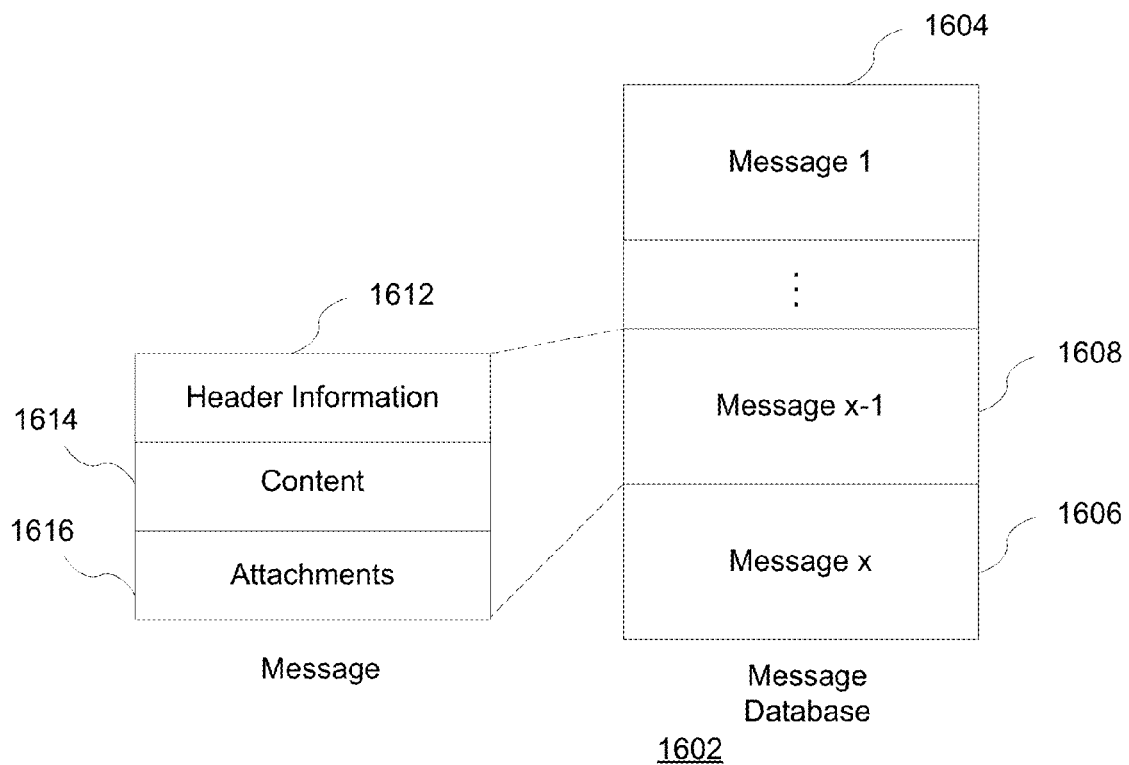 1604
Message 1
⋮
1612
1608
Header Information
Message x-1
1614
Content
1606
1616
Attachments
Message x
Message
Message
Database
1602